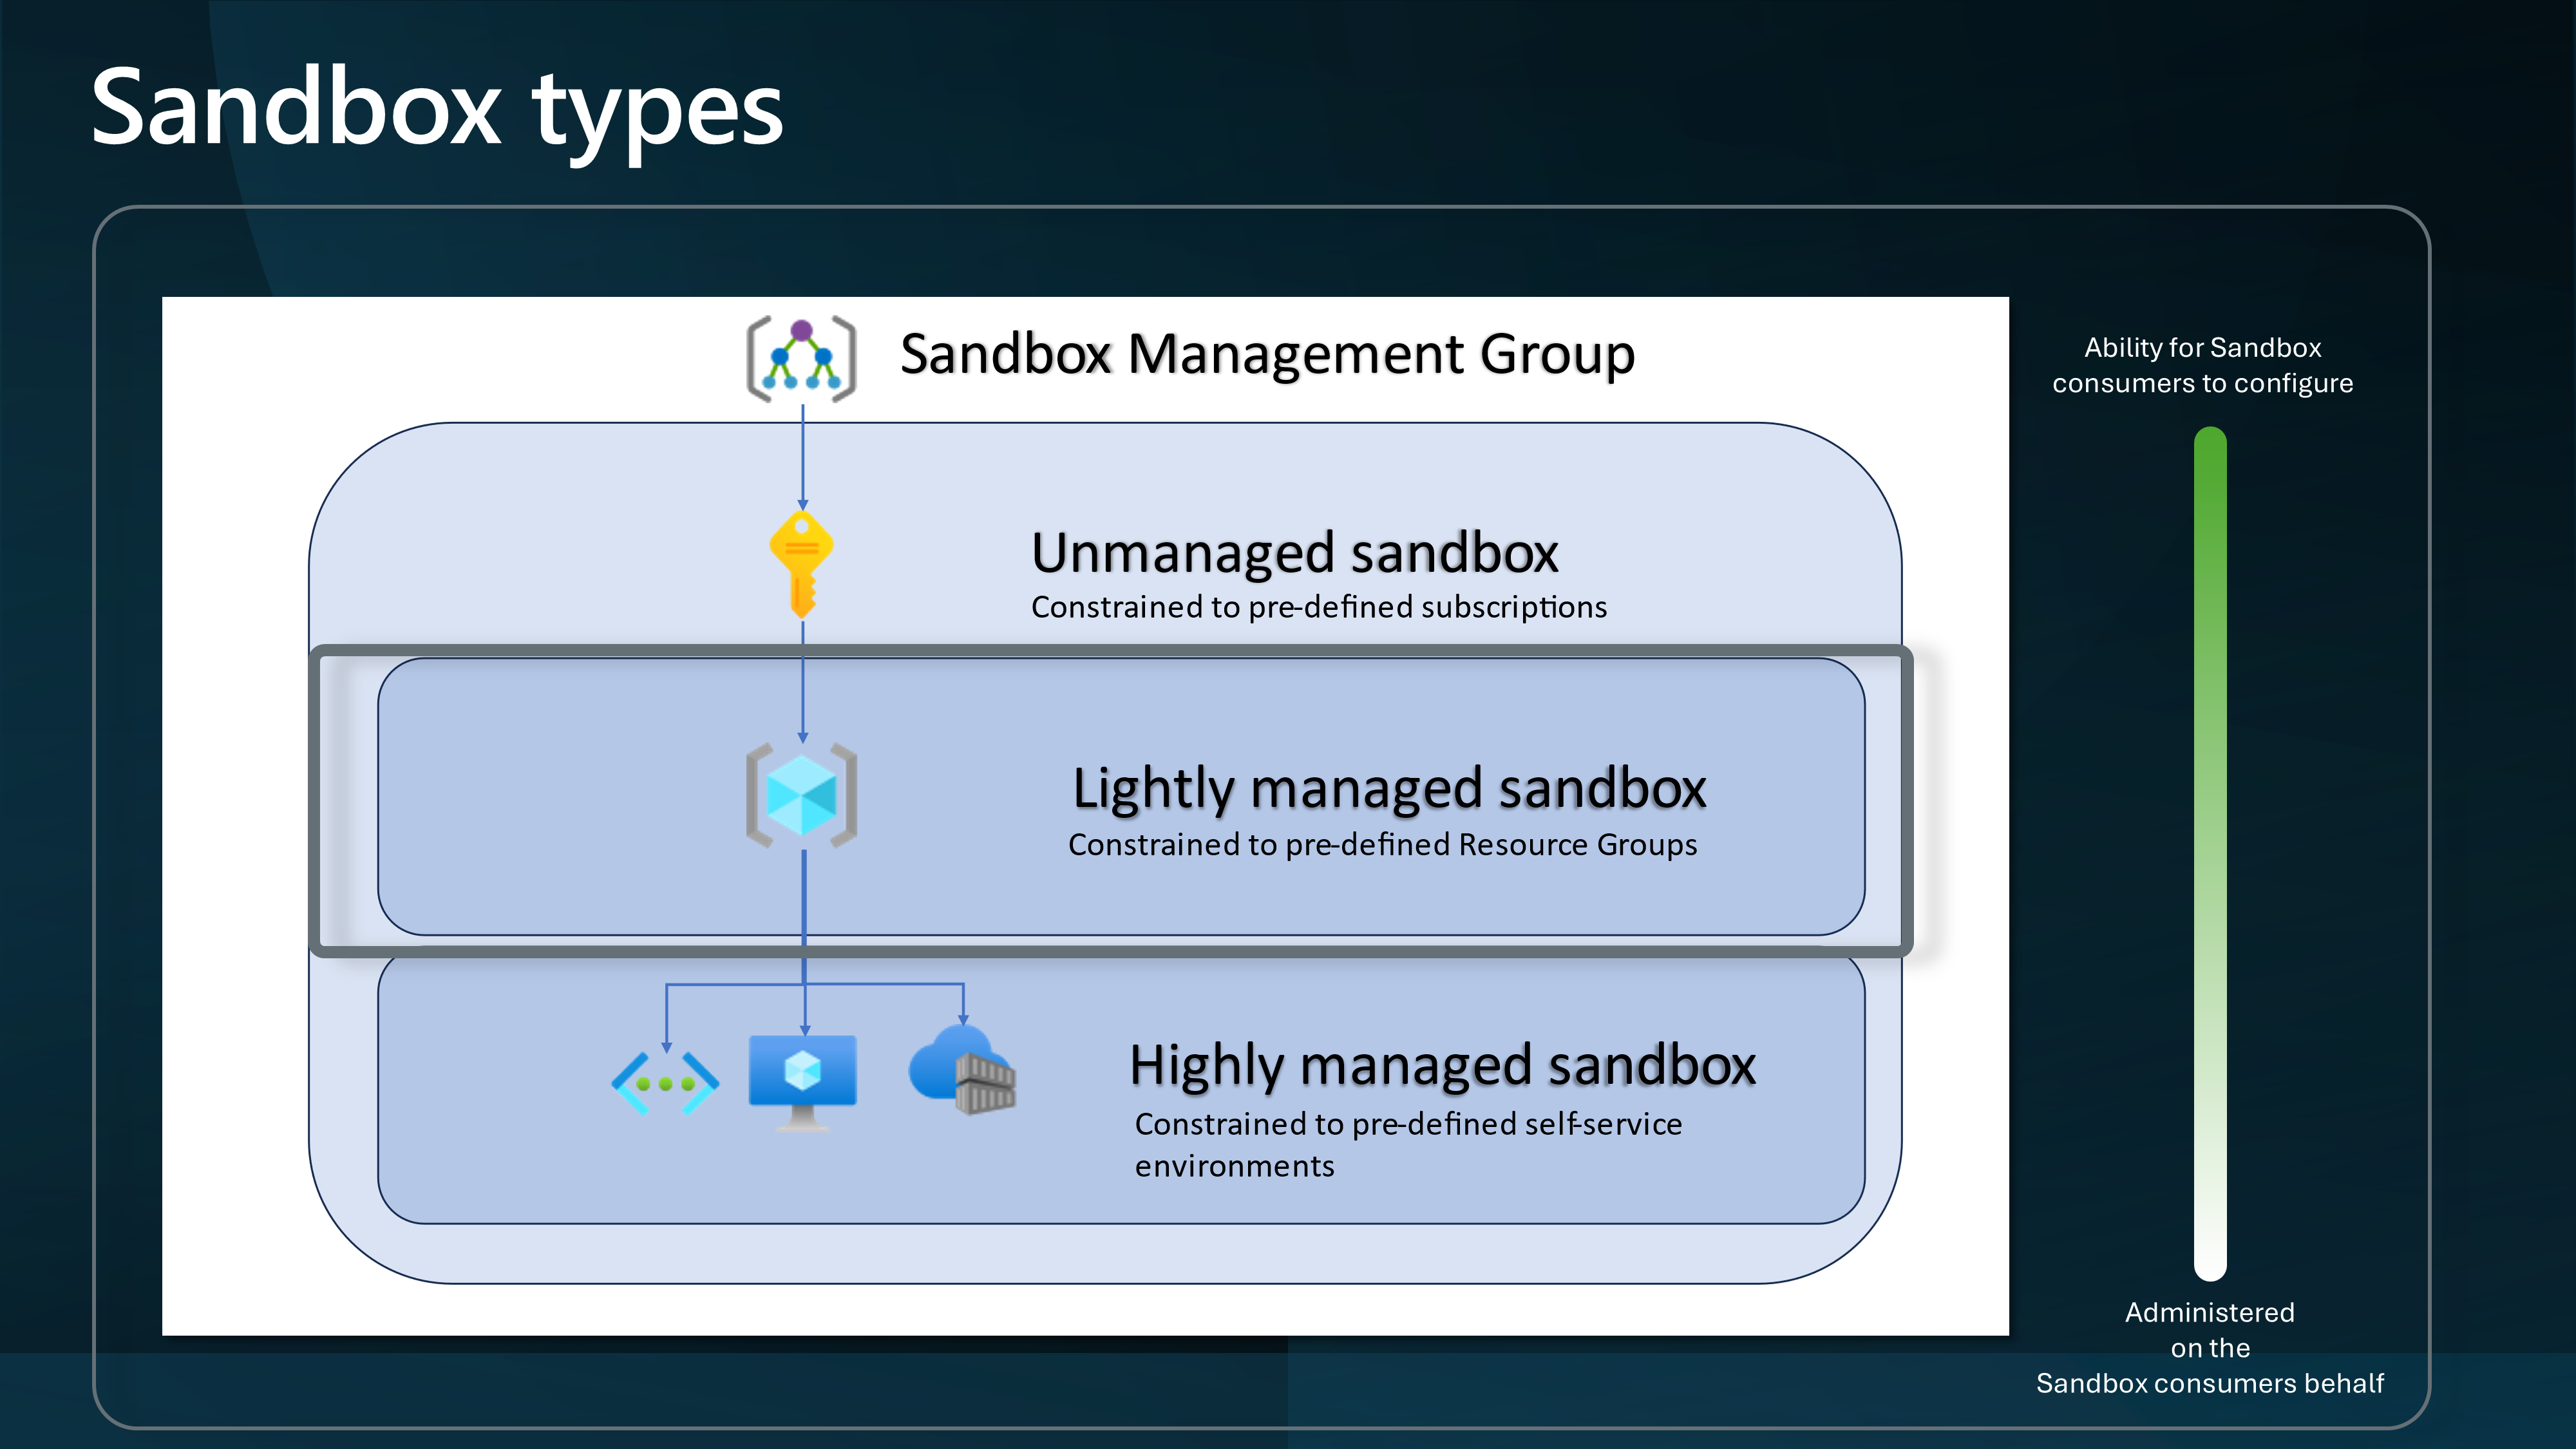 Sandbox types
Sandbox Management Group
Unmanaged sandbox
Constrained to pre-defined subscriptions
Lightly managed sandbox
Constrained to pre-defined Resource Groups
Highly managed sandbox
Constrained to pre-defined self-service
environments
Ability for Sandbox
consumers to configure
Administered
on the
Sandbox consumers behalf